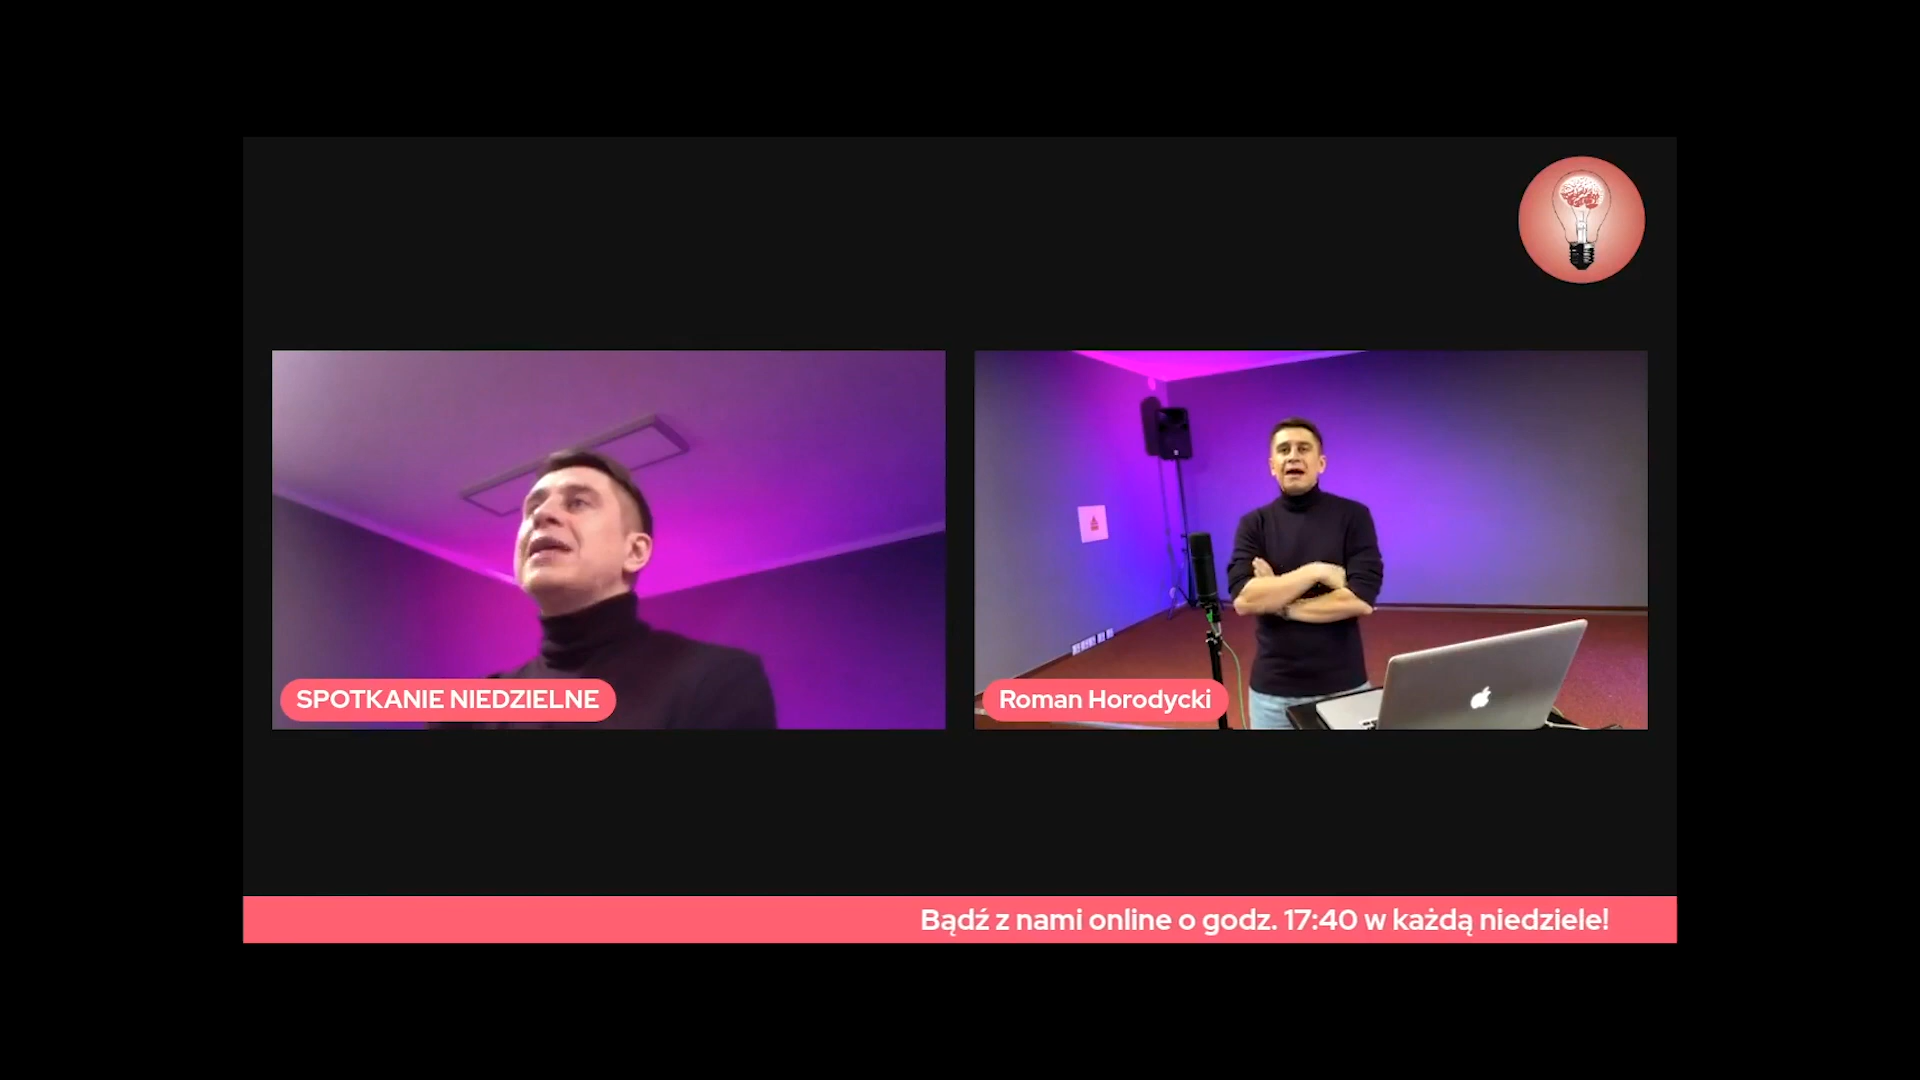 SPOTKANIE NIEDZIELNE
Roman Horodycki
Bądź z nami online o godz. 17:40 w każdą niedziele!